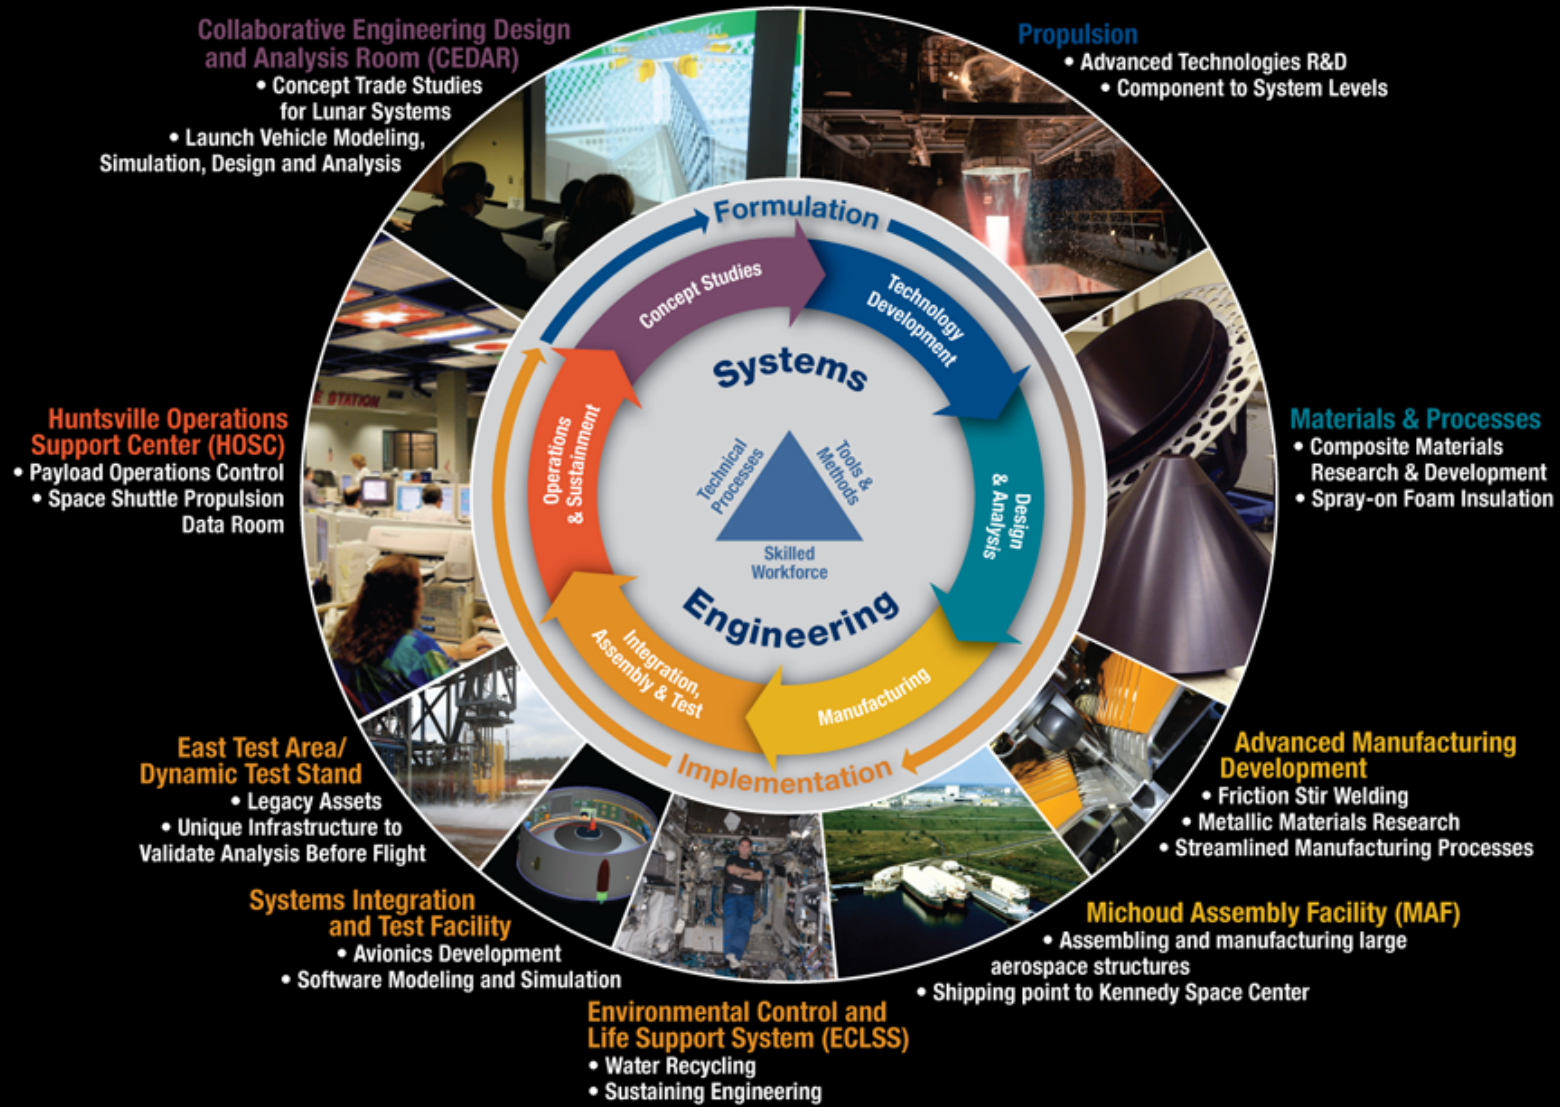 Collaborative Engineering Design
and Analysis Room (CEDAR)
• Concept Trade Studies
for Lunar Systems
• Launch Vehicle Modeling,
Simulation, Design and Analysis
Propulsion
• Advanced Technologies R&D
• Component to System Levels
Materials & Processes
• Composite Materials
Research & Development
• Spray-on Foam Insulation
Advanced Manufacturing
Development
• Friction Stir Welding
• Metallic Materials Research
• Streamlined Manufacturing Processes
Michoud Assembly Facility (MAF)
• Assembling and manufacturing large
aerospace structures
• Shipping point to Kennedy Space Center
Environmental Control and
Life Support System (ECLSS)
• Water Recycling
• Sustaining Engineering
Systems Integration
and Test Facility
• Avionics Development
• Software Modeling and Simulation
East Test Area/
Dynamic Test Stand
• Legacy Assets
• Unique Infrastructure to
Validate Analysis Before Flight
Huntsville Operations
Support Center (HOSC)
• Payload Operations Control
• Space Shuttle Propulsion
Data Room
STATION
Formulation
Implementation
Concept Studies
Technology
Development
Design
& Analysis
Manufacturing
Integration,
Assembly & Test
Operations
& Sustainment
Systems
Technical
Processes
Tools &
Methods
Skilled
Workforce
Engineering